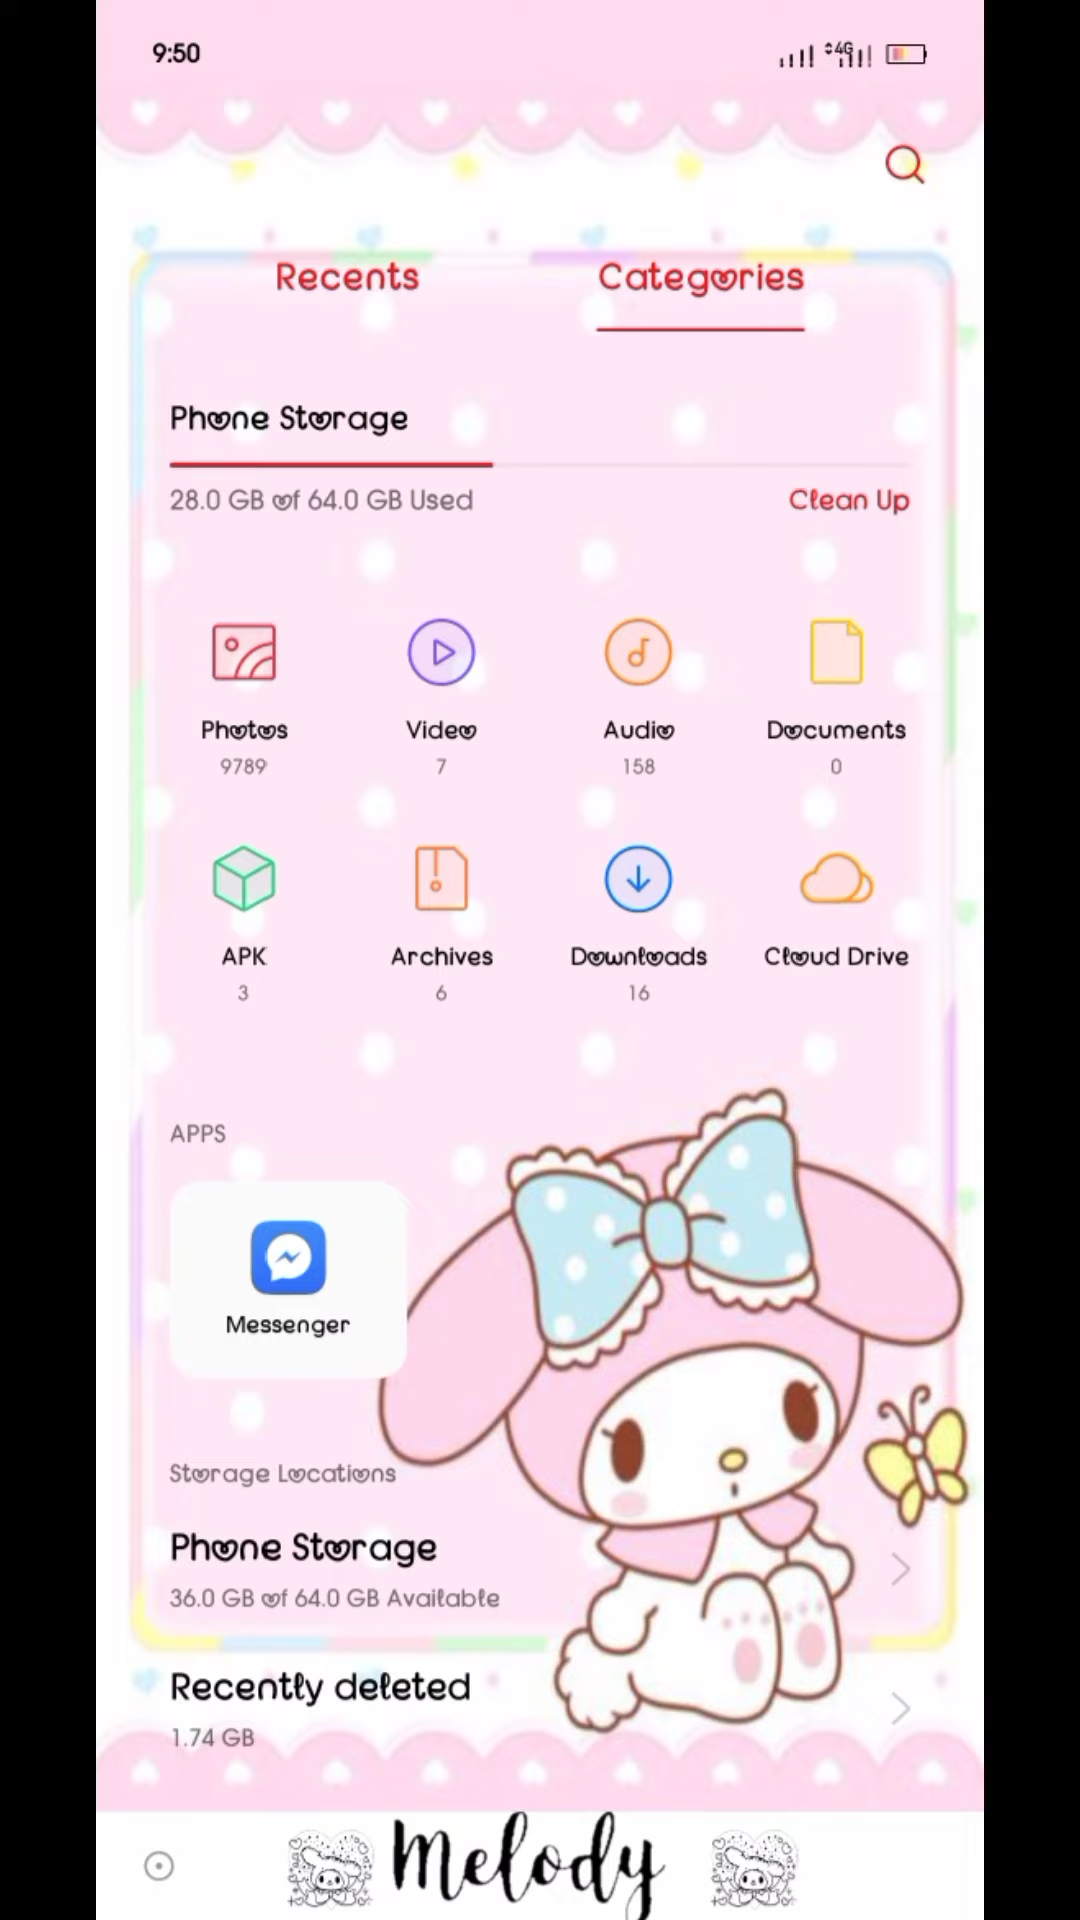 9:50
4G
Recents Categories
Phone Storage
28.0 GB of 64.0 GB Used Clean Up
Photos Video Audio Documents
9789 7 158 0
APK Archives Downloads Cloud Drive
3 6 16
APPS
Messenger
Storage Locations
Phone Storage
36.0 GB of 64.0 GB Available
Recently deleted
1.74 GB
Melody